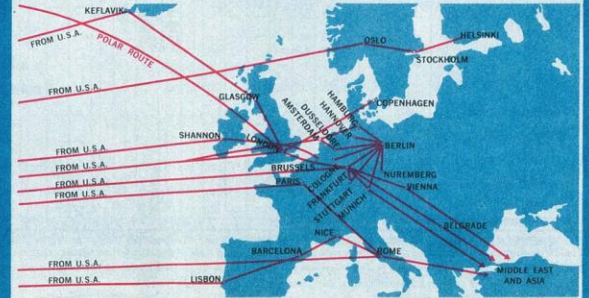 KEFLAVIK
FROM U.S.A.
POLAR ROUTE
OSLO
HELSINKI
STOCKHOLM
FROM U.S.A.
GLASGOW
HAMBURG
HANNOVER
COPENHAGEN
DUSSELDORF
AMSTERDAM
SHANNON
LONDON
BERLIN
FROM U.S.A.
FROM U.S.A.
BRUSSELS
COLOGNE
NUREMBERG
FROM U.S.A.
PARIS
FRANKFURT
VIENNA
FROM U.S.A.
STUTTGART
MUNICH
BELGRADE
NICE
BARCELONA
ROME
FROM U.S.A.
MIDDLE EAST
AND ASIA
FROM U.S.A.
LISBON